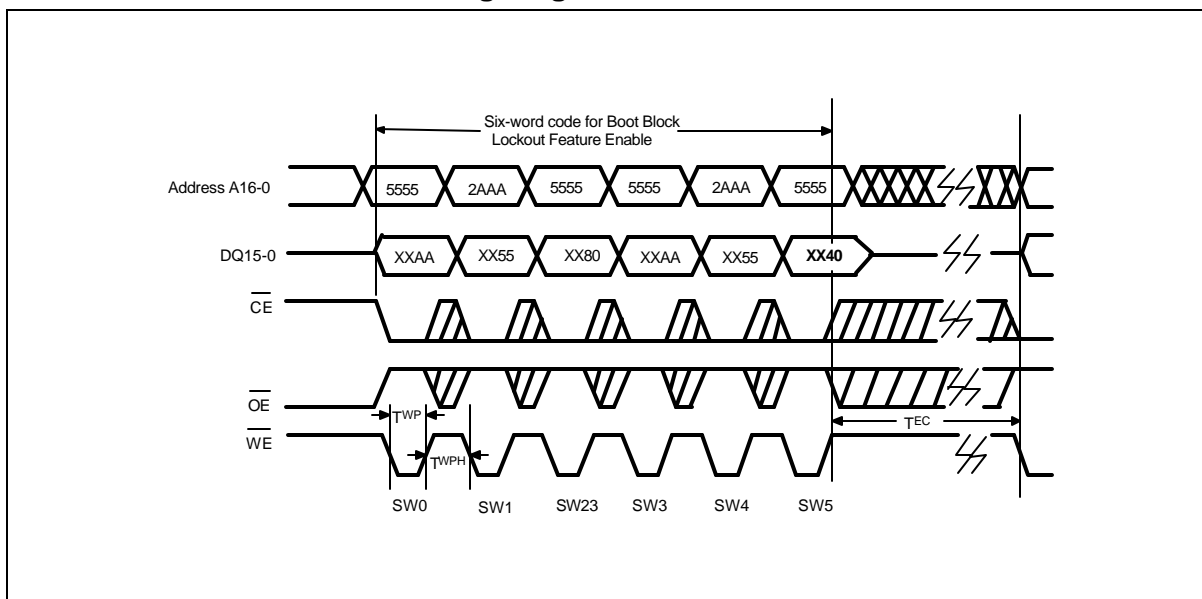 Six-word code for Boot Block
Lockout Feature Enable
Address A16-0
5555 2AAA 5555 5555 2AAA 5555
DQ15-0
XXAA XX55 XX80 XXAA XX55 XX40
CE
OE
TWP
TEC
WE
TWPH
SW0 SW1 SW23 SW3 SW4 SW5